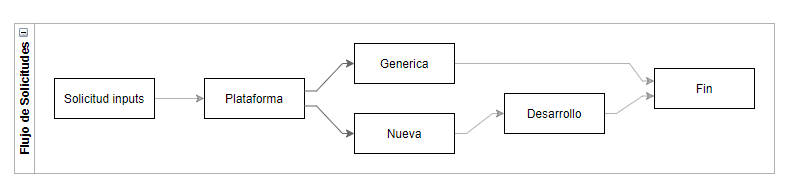 Flujo de Solicitudes
Solicitud inputs
Plataforma
Generica
Nueva
Desarrollo
Fin